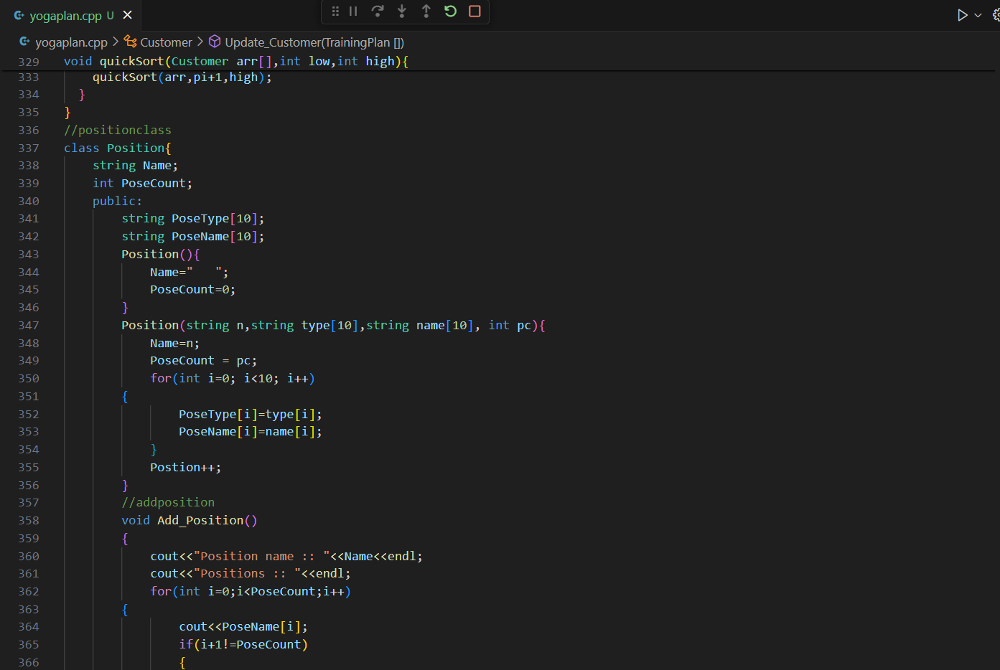 yogaplan.cpp U
yogaplan.cpp > Customer > Update_Customer(TrainingPlan [])
329 void quickSort(Customer arr[],int low,int high){
333 quickSort(arr,pi+1,high);
334 }
335 }
336 //positionclass
337 class Position{
338 string Name;
339 int PoseCount;
340 public:
341 string PoseType[10];
342 string PoseName[10];
343 Position(){
344 Name="   ";
345 PoseCount=0;
346 }
347 Position(string n,string type[10],string name[10], int pc){
348 Name=n;
349 PoseCount = pc;
350 for(int i=0; i<10; i++)
351 {
352 PoseType[i]=type[i];
353 PoseName[i]=name[i];
354 }
355 Postion++;
356 }
357 //addposition
358 void Add_Position()
359 {
360 cout<<"Position name :: "<<Name<<endl;
361 cout<<"Positions :: "<<endl;
362 for(int i=0;i<PoseCount;i++)
363 {
364 cout<<PoseName[i];
365 if(i+1!=PoseCount)
366 {